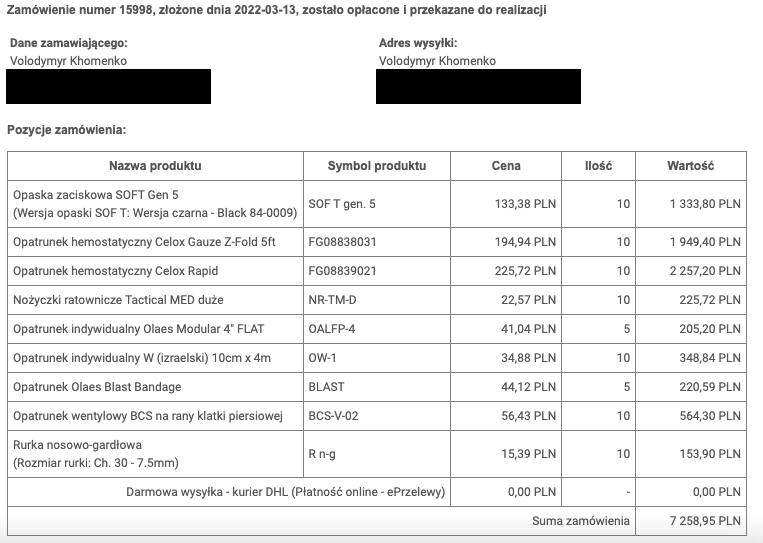 Zamówienie numer 15998, złożone dnia 2022-03-13, zostało opłacone i przekazane do realizacji
Dane zamawiającego: Adres wysyłki:
Volodymyr Khomenko Volodymyr Khomenko
Pozycje zamówienia:
Nazwa produktu Symbol produktu Cena Ilość Wartość
Opaska zaciskowa SOFT Gen 5
(Wersja opaski SOF T: Wersja czarna - Black 84-0009) SOF T gen. 5 133,38 PLN 10 1 333,80 PLN
Opatrunek hemostatyczny Celox Gauze Z-Fold 5ft FG08838031 194,94 PLN 10 1 949,40 PLN
Opatrunek hemostatyczny Celox Rapid FG08839021 225,72 PLN 10 2 257,20 PLN
Nożyczki ratownicze Tactical MED duże NR-TM-D 22,57 PLN 10 225,72 PLN
Opatrunek indywidualny Olaes Modular 4" FLAT OALFP-4 41,04 PLN 5 205,20 PLN
Opatrunek indywidualny W (izraelski) 10cm x 4m OW-1 34,88 PLN 10 348,84 PLN
Opatrunek Olaes Blast Bandage BLAST 44,12 PLN 5 220,59 PLN
Opatrunek wentylowy BCS na rany klatki piersiowej BCS-V-02 56,43 PLN 10 564,30 PLN
Rurka nosowo-gardłowa
(Rozmiar rurki: Ch. 30 - 7.5mm) R n-g 15,39 PLN 10 153,90 PLN
Darmowa wysyłka - kurier DHL (Płatność online - ePrzelewy) 0,00 PLN - 0,00 PLN
Suma zamówienia 7 258,95 PLN